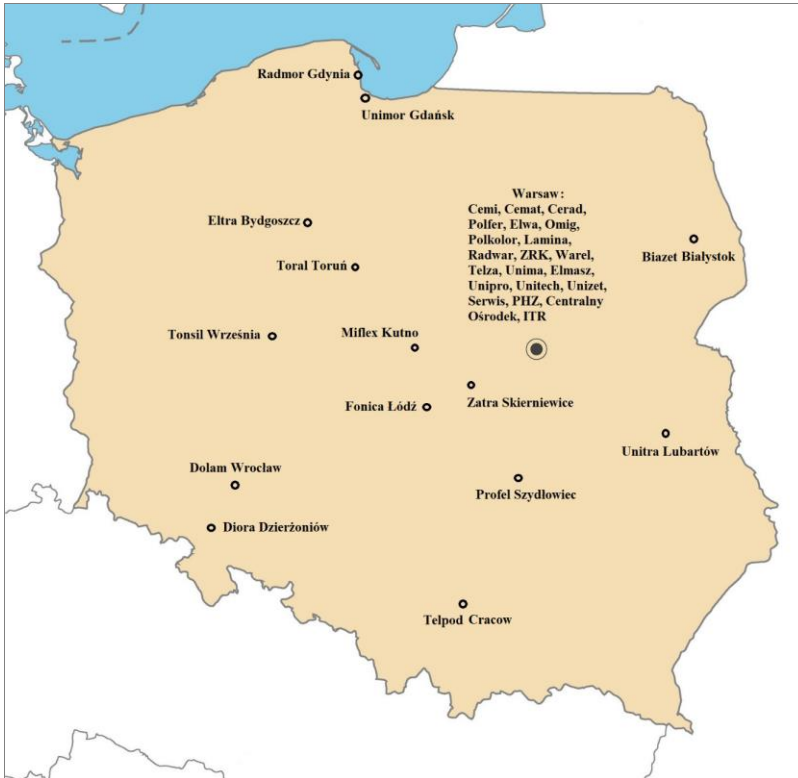 Radmor Gdynia
Unimor Gdańsk
Warsaw:
Cemi, Cemat, Cerad,
Polfer, Elwa, Omig,
Polkolor, Lamina,
Radwar, ZRK, Warel,
Telza, Unima, Elmasz,
Unipro, Unitech, Unizet,
Serwis, PHZ, Centralny
Ośrodek, ITR
Eltra Bydgoszcz
Biazet Białystok
Toral Toruń
Tonsil Września
Miflex Kutno
Zatra Skierniewice
Fonica Łódź
Unitra Lubartów
Dolam Wrocław
Profel Szydłowiec
Diora Dzierżoniów
Telpod Cracow